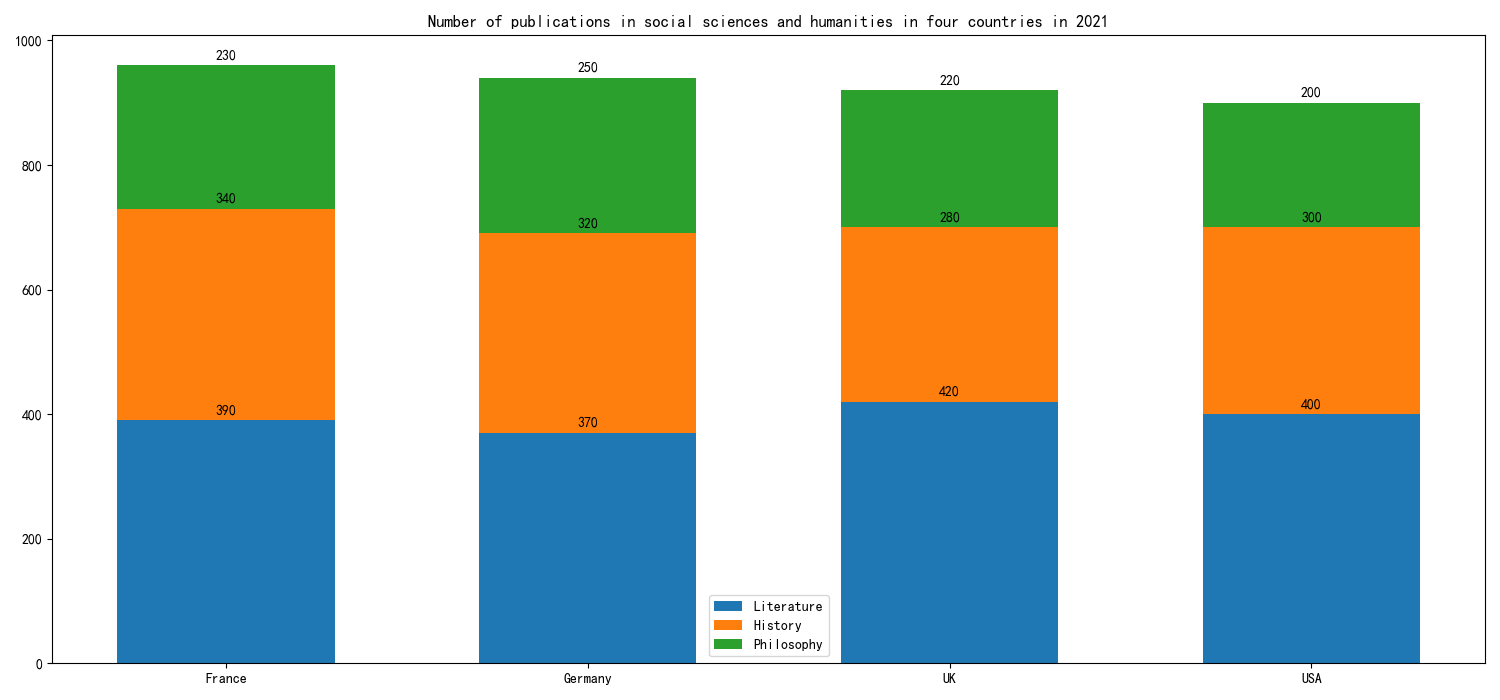 Number of publications in social sciences and humanities in four countries in 2021
1000
800
600
400
200
0
230
250
220
200
340
320
280
300
390
370
420
400
Literature
History
Philosophy
France
Germany
UK
USA